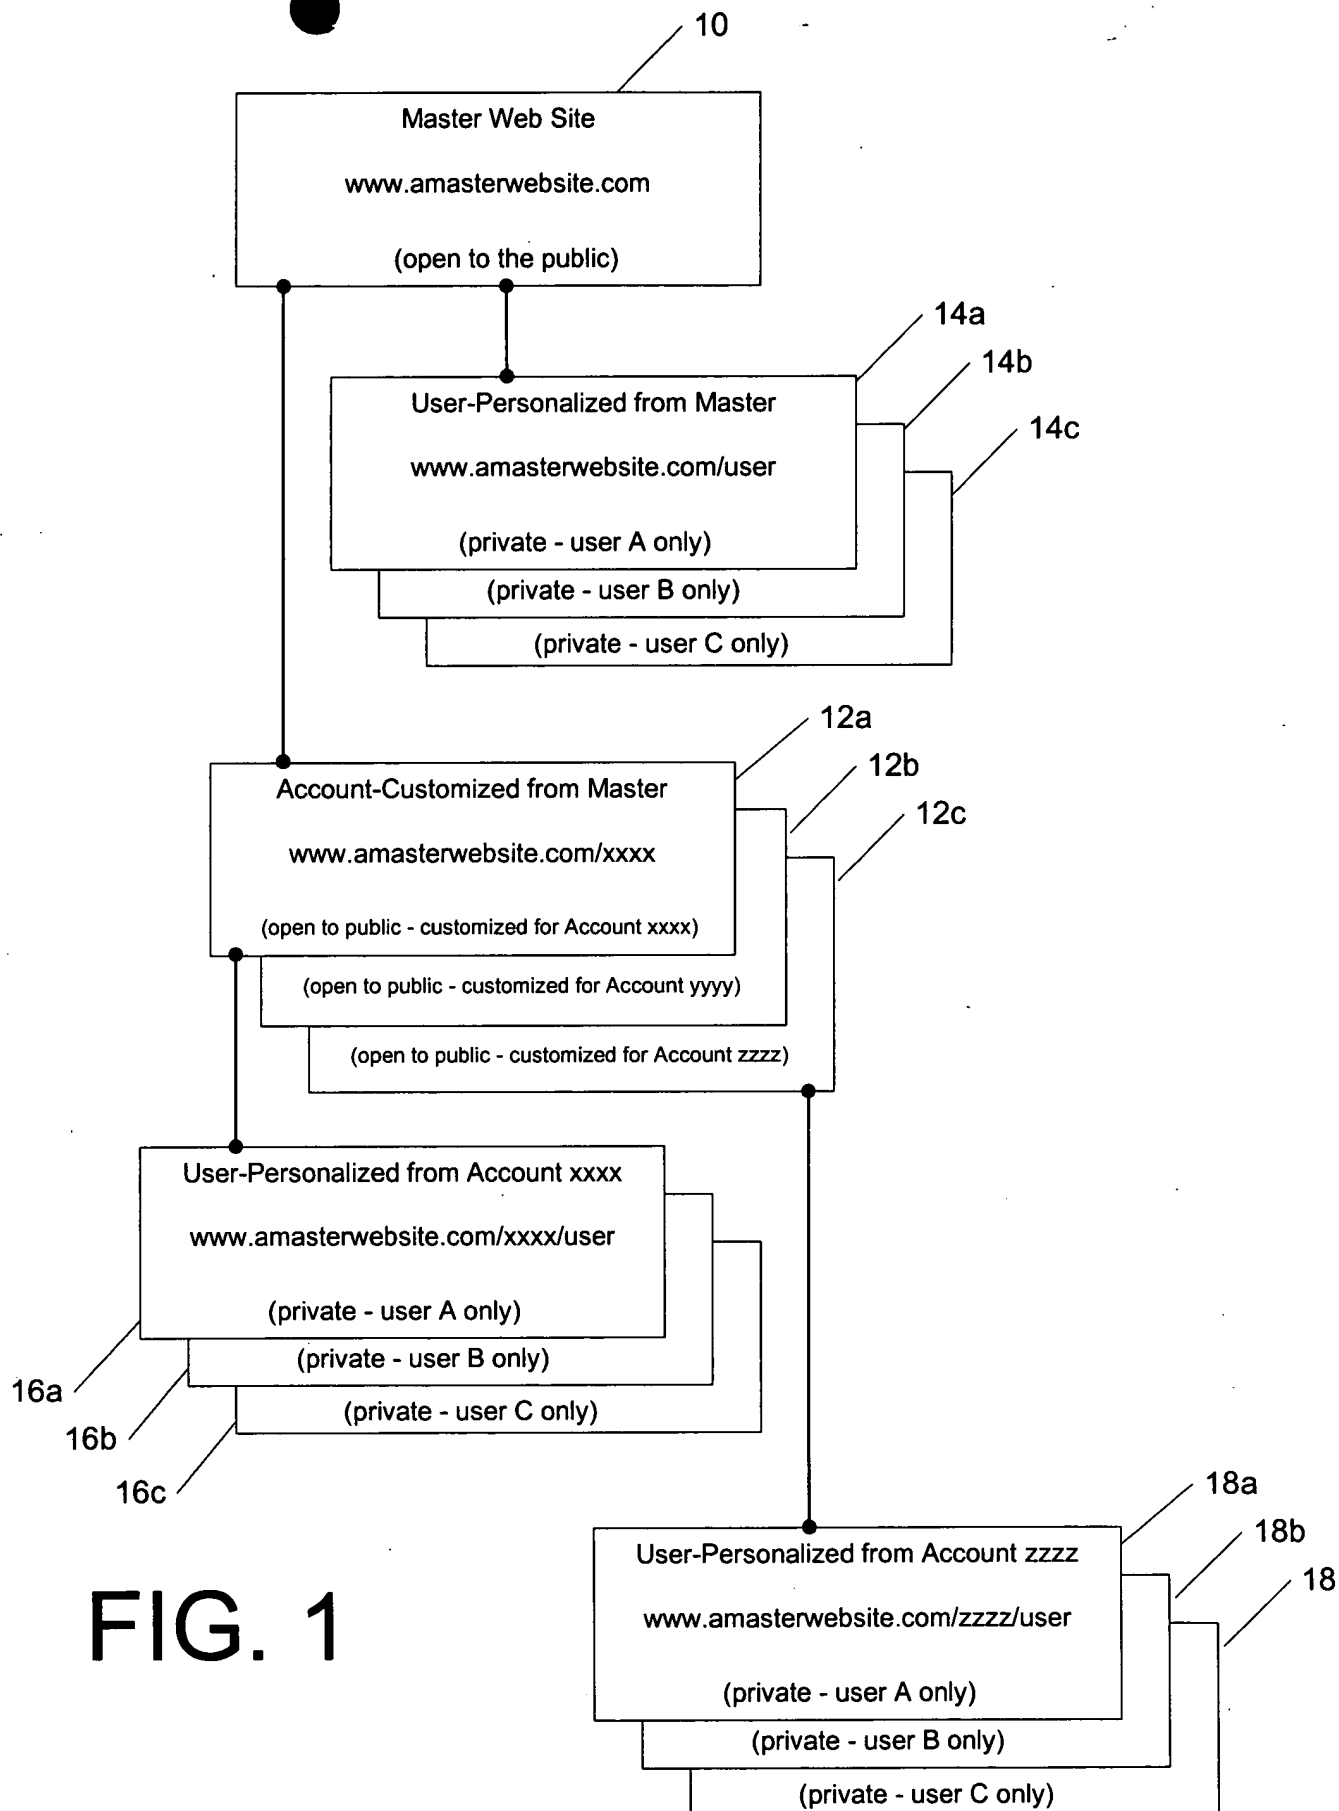 10
Master Web Site
www.amasterwebsite.com
(open to the public)
14a
14b
14c
User-Personalized from Master
www.amasterwebsite.com/user
(private - user A only)
(private - user B only)
(private - user C only)
12a
12b
12c
Account-Customized from Master
www.amasterwebsite.com/xxxx
(open to public - customized for Account xxxx)
(open to public - customized for Account yyyy)
(open to public - customized for Account zzzz)
User-Personalized from Account xxxx
www.amasterwebsite.com/xxxx/user
(private - user A only)
(private - user B only)
(private - user C only)
16a
16b
16c
18a
18b
18
User-Personalized from Account zzzz
www.amasterwebsite.com/zzzz/user
(private - user A only)
(private - user B only)
(private - user C only)
FIG. 1